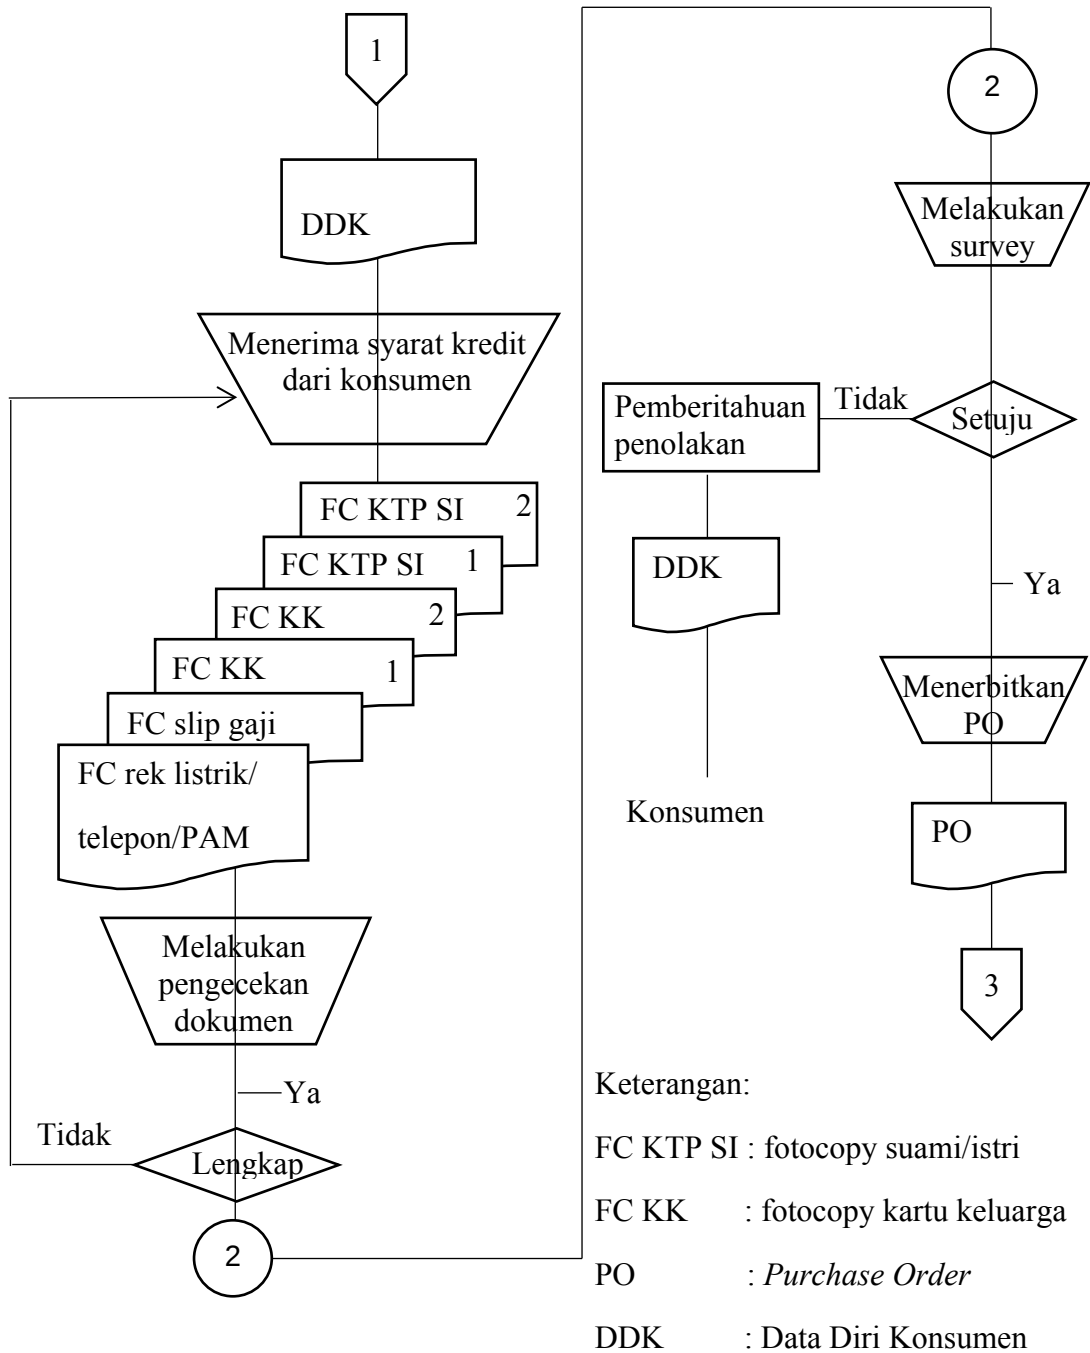 1
DDK
Menerima syarat kredit
dari konsumen
FC KTP SI 2
FC KTP SI 1
FC KK 2
FC KK 1
FC slip gaji
FC rek listrik/
telepon/PAM
Melakukan
pengecekan
dokumen
Ya
Tidak
Lengkap
2
2
Melakukan
survey
Setuju
Tidak
Pemberitahuan
penolakan
DDK
Konsumen
Ya
Menerbitkan
PO
PO
3
Keterangan:
FC KTP SI : fotocopy suami/istri
FC KK : fotocopy kartu keluarga
PO : Purchase Order
DDK : Data Diri Konsumen